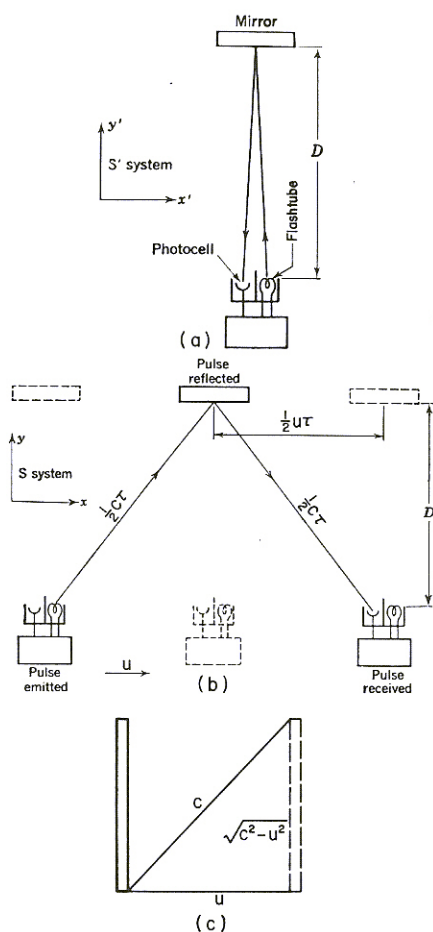 Mirror
y'
S' system
x'
D
Photocell
Flashtube
(a)
Pulse
reflected
½uτ
y
S system
x
½cτ
½cτ
D
Pulse
emitted
u
(b)
Pulse
received
c
√c²-u²
u
(c)